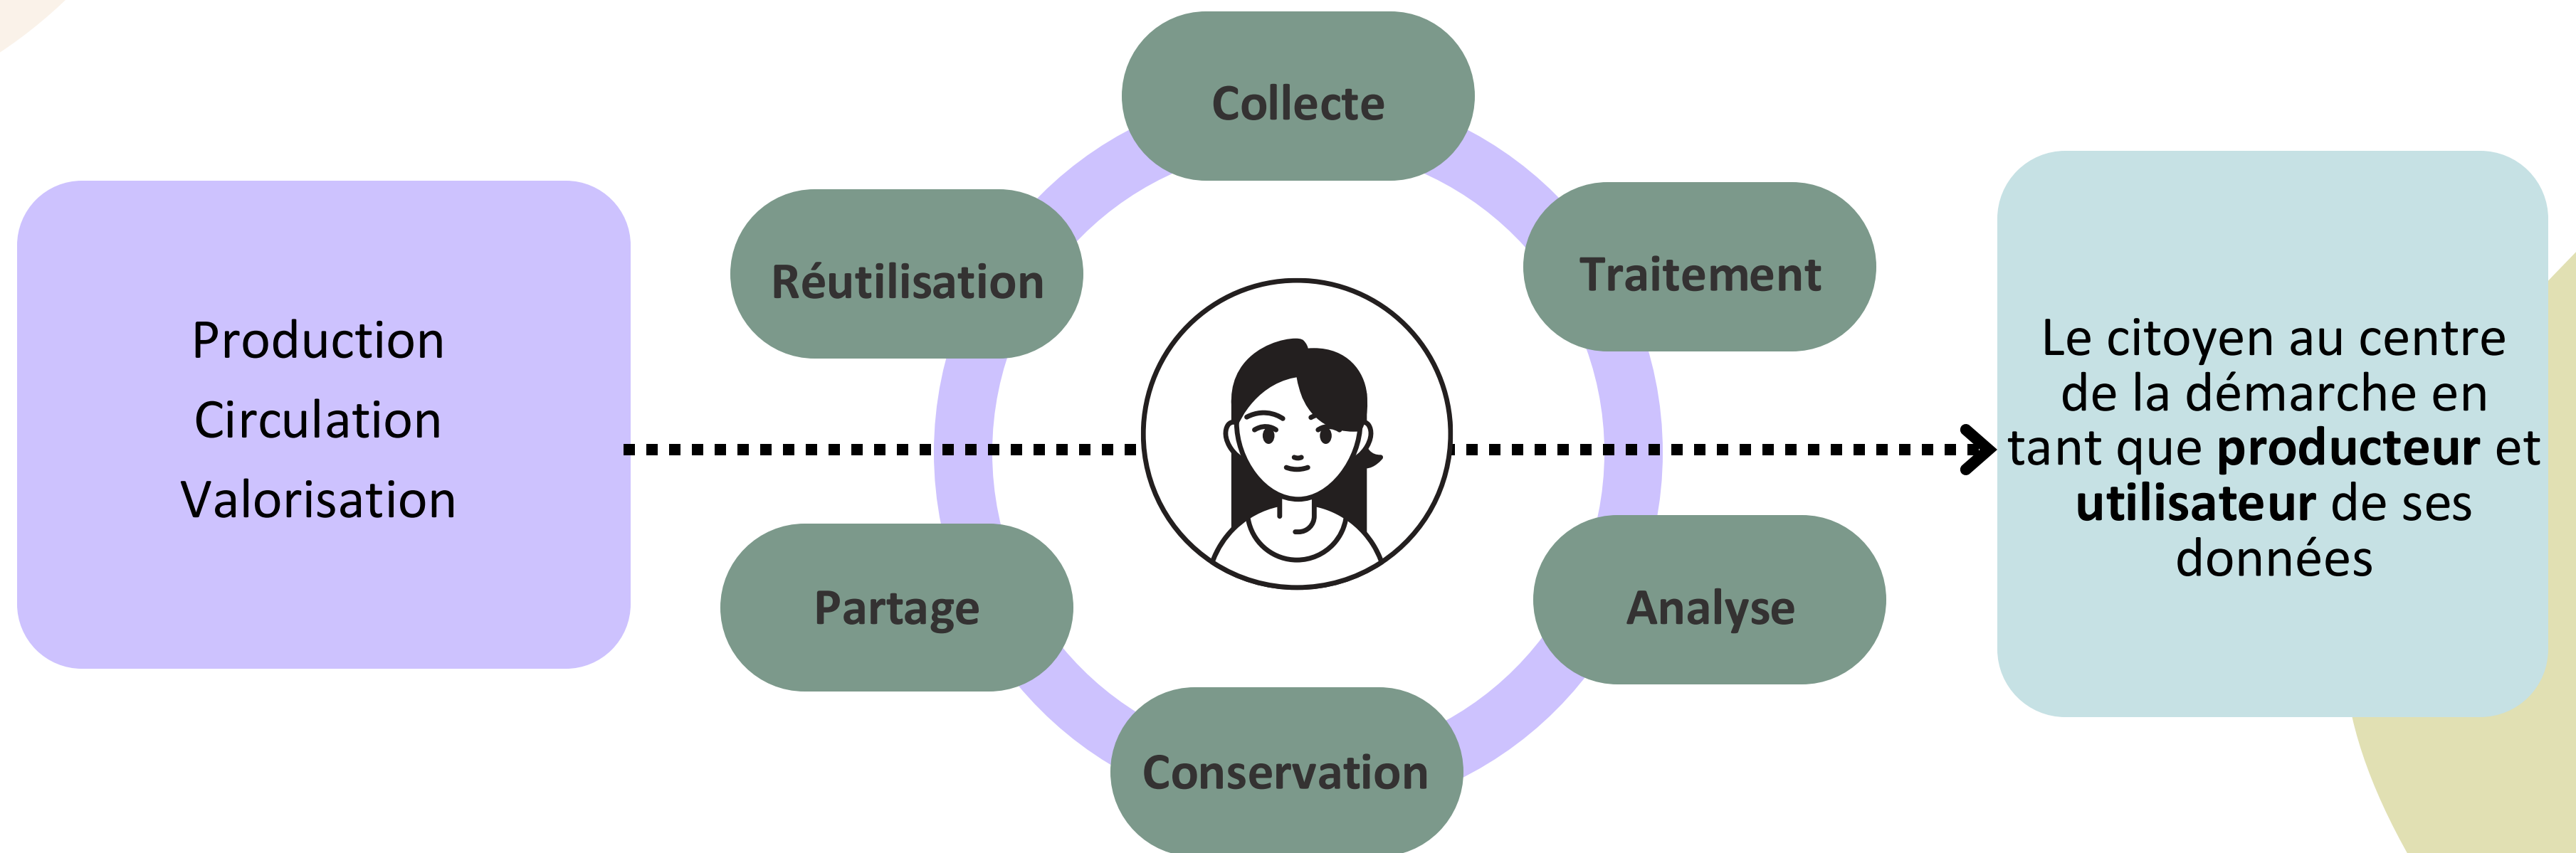 Production
Circulation
Valorisation
Collecte
Réutilisation
Traitement
Partage
Analyse
Conservation
Le citoyen au centre
de la démarche en
tant que producteur et
utilisateur de ses
données